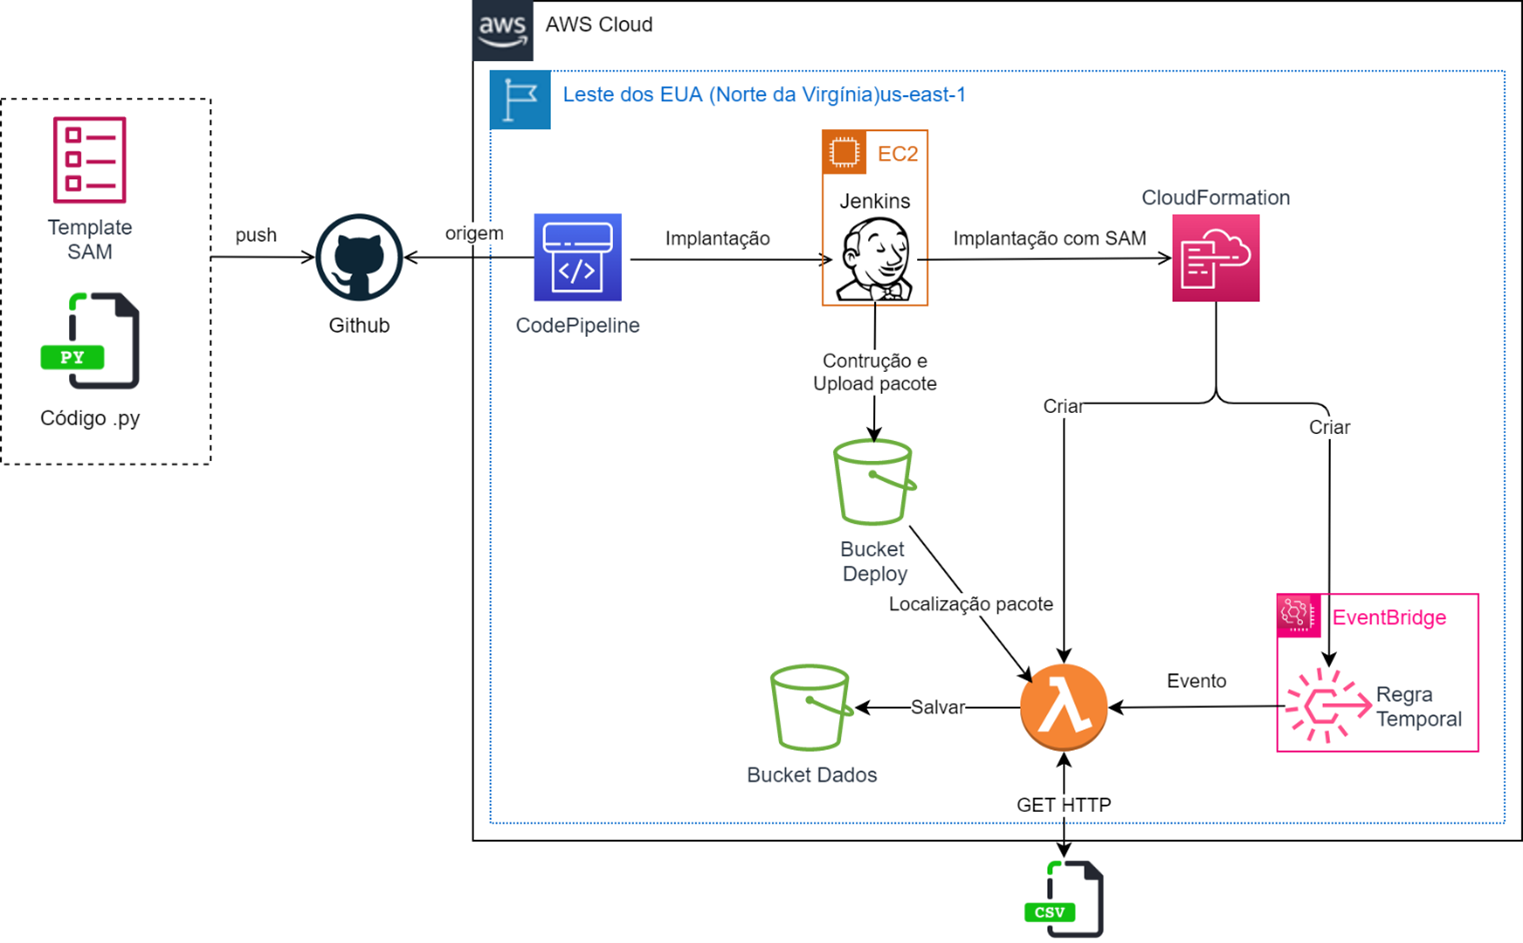 aws
AWS Cloud
Leste dos EUA (Norte da Virgínia)us-east-1
Template
SAM
PY
Código .py
push
Github
origem
CodePipeline
Implantação
EC2
Jenkins
Implantação com SAM
CloudFormation
Contrução e
Upload pacote
Criar
Criar
Bucket
Deploy
Localização pacote
EventBridge
Regra
Temporal
Evento
Salvar
Bucket Dados
GET HTTP
CSV